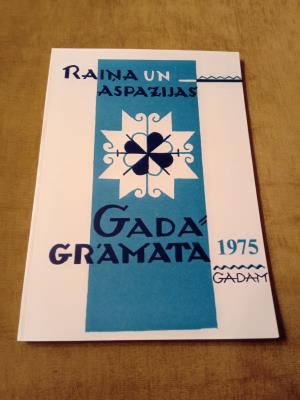 RAIŅA UN
ASPAZIJAS
GADA
GRĀMATA 1975
GADAM